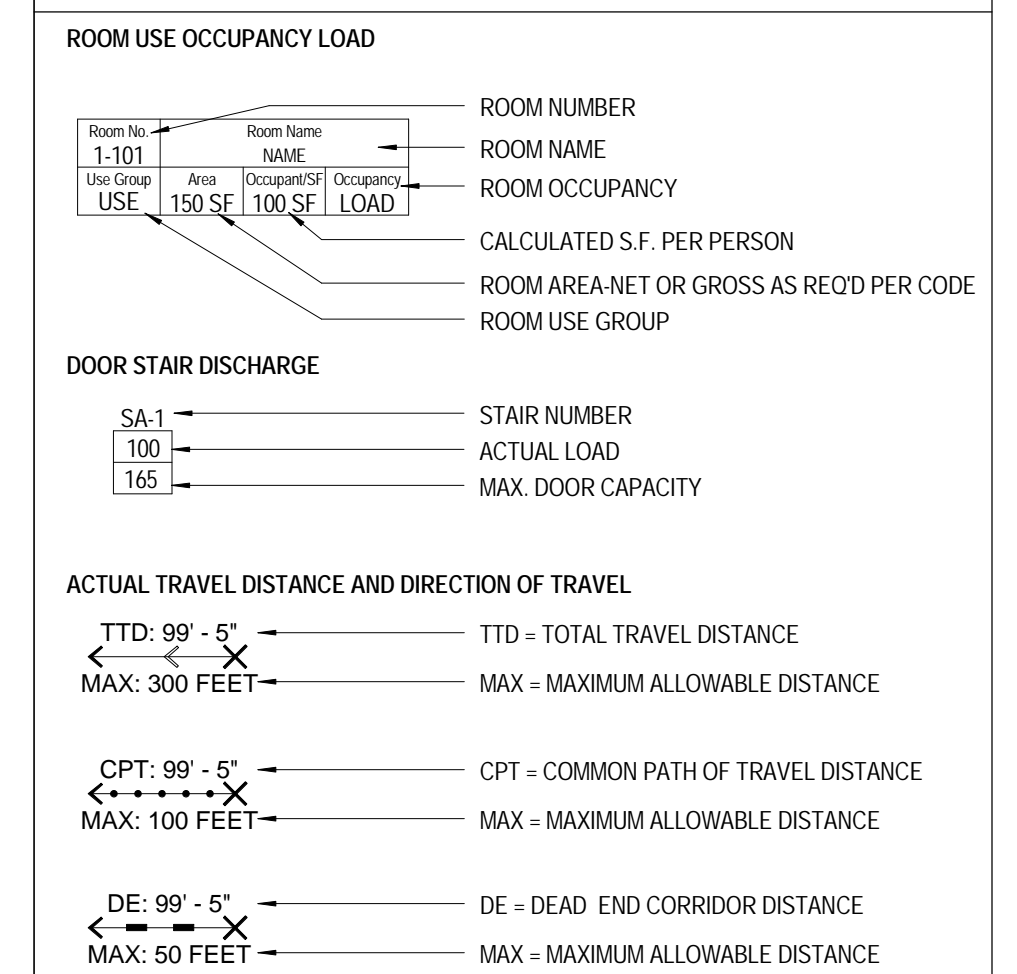 ROOM USE OCCUPANCY LOAD
Room No.
1-101
Room Name
NAME
Use Group
USE
Area
150 SF
Occupant/SF
100 SF
Occupancy
LOAD
ROOM NUMBER
ROOM NAME
ROOM OCCUPANCY
CALCULATED S.F. PER PERSON
ROOM AREA-NET OR GROSS AS REQ'D PER CODE
ROOM USE GROUP
DOOR STAIR DISCHARGE
SA-1
STAIR NUMBER
100
ACTUAL LOAD
165
MAX. DOOR CAPACITY
ACTUAL TRAVEL DISTANCE AND DIRECTION OF TRAVEL
TTD: 99' - 5"
TTD = TOTAL TRAVEL DISTANCE
MAX: 300 FEET
MAX = MAXIMUM ALLOWABLE DISTANCE
CPT: 99' - 5"
CPT = COMMON PATH OF TRAVEL DISTANCE
MAX: 100 FEET
MAX = MAXIMUM ALLOWABLE DISTANCE
DE: 99' - 5"
DE = DEAD END CORRIDOR DISTANCE
MAX: 50 FEET
MAX = MAXIMUM ALLOWABLE DISTANCE